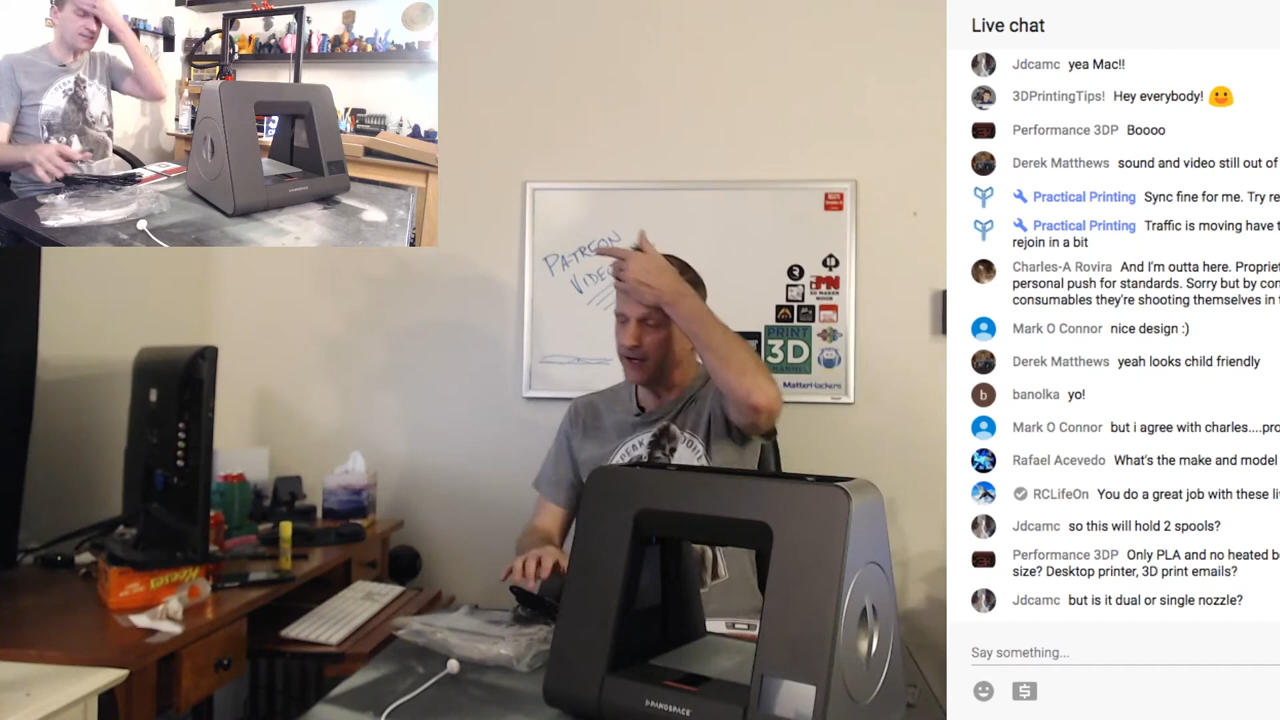 PATREON
VIDEO
PRINT
3D
CHANNEL
MatterHackers
PEAK
PANOSPACE
Live chat
Jdcamc yea Mac!!
3DPrintingTips! Hey everybody!
Performance 3DP Boooo
Derek Matthews sound and video still out of
Practical Printing Sync fine for me. Try re
Practical Printing Traffic is moving have t
rejoin in a bit
Charles-A Rovira And I'm outta here. Propriet
personal push for standards. Sorry but by con
consumables they're shooting themselves in t
Mark O Connor nice design :)
Derek Matthews yeah looks child friendly
b banolka yo!
Mark O Connor but i agree with charles....pro
Rafael Acevedo What's the make and model
RCLifeOn You do a great job with these li
Jdcamc so this will hold 2 spools?
Performance 3DP Only PLA and no heated b
size? Desktop printer, 3D print emails?
Jdcamc but is it dual or single nozzle?
Say something...
$